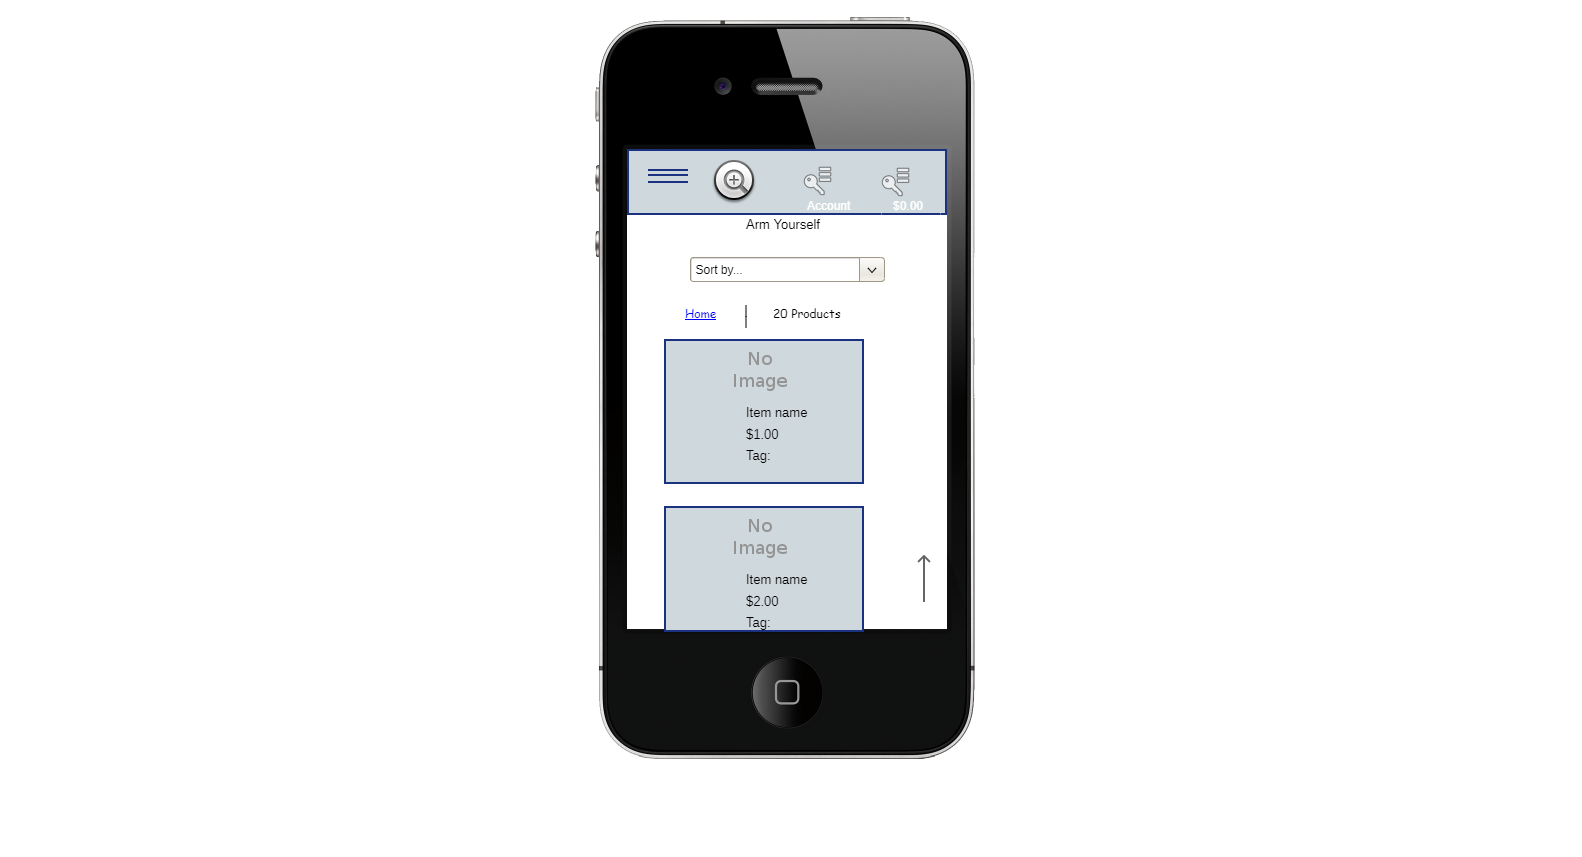 Account
$0.00
Arm Yourself
Sort by...
Home
20 Products
No
Image
Item name
$1.00
Tag:
No
Image
Item name
$2.00
Tag: